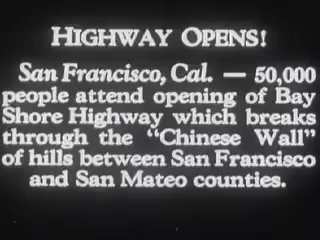 HIGHWAY OPENS!
San Francisco, Cal. — 50,000
people attend opening of Bay
Shore Highway which breaks
through the "Chinese Wall"
of hills between San Francisco
and San Mateo counties.